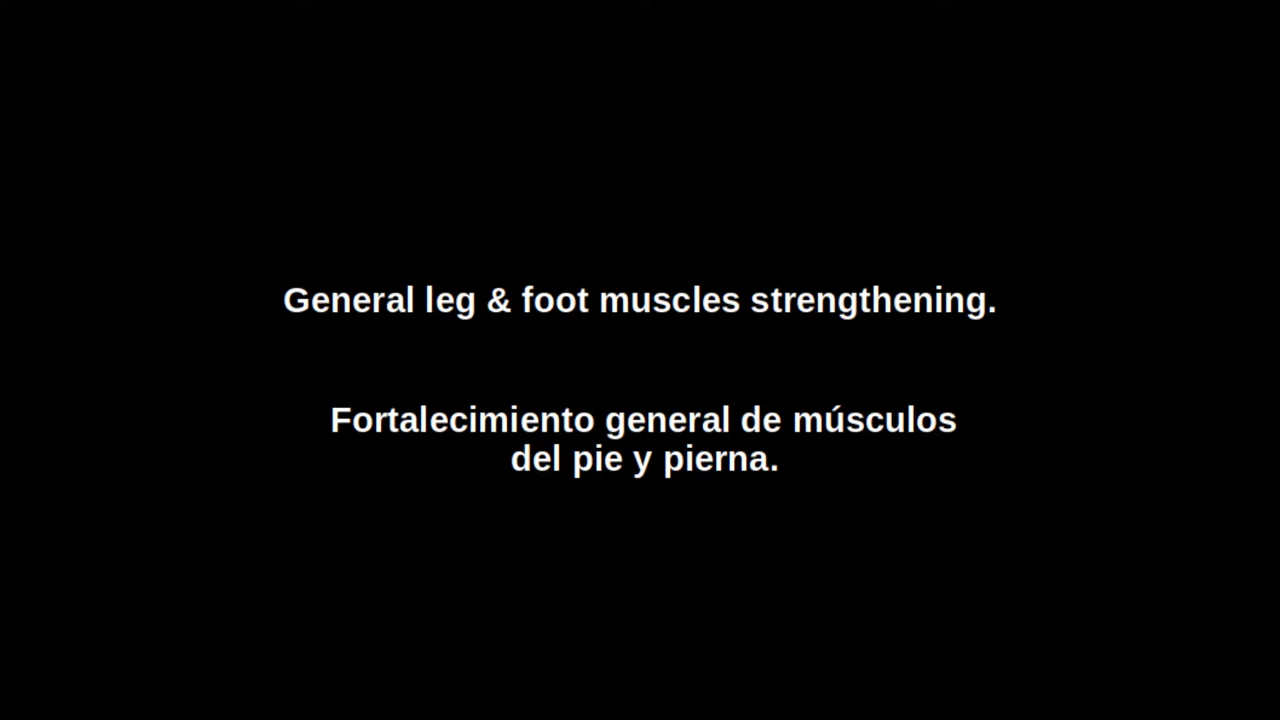 General leg & foot muscles strengthening.
Fortalecimiento general de músculos
del pie y pierna.